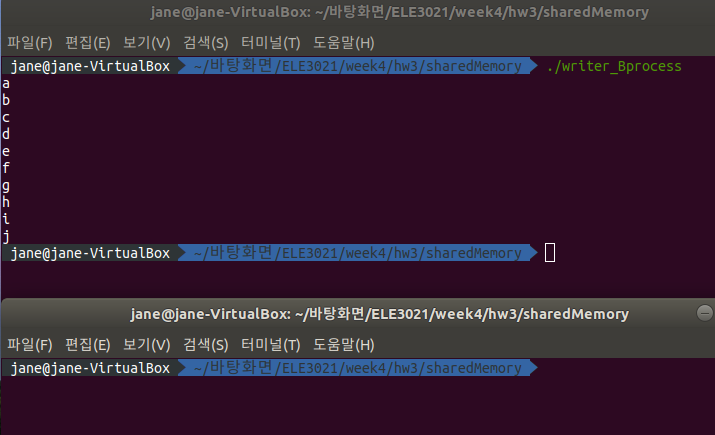 jane@jane-VirtualBox: ~/바탕화면/ELE3021/week4/hw3/sharedMemory
파일(F) 편집(E) 보기(V) 검색(S) 터미널(T) 도움말(H)
jane@jane-VirtualBox ~/바탕화면/ELE3021/week4/hw3/sharedMemory ./writer_Bprocess
a
b
c
d
e
f
g
h
i
j
jane@jane-VirtualBox ~/바탕화면/ELE3021/week4/hw3/sharedMemory
jane@jane-VirtualBox: ~/바탕화면/ELE3021/week4/hw3/sharedMemory
파일(F) 편집(E) 보기(V) 검색(S) 터미널(T) 도움말(H)
jane@jane-VirtualBox ~/바탕화면/ELE3021/week4/hw3/sharedMemory